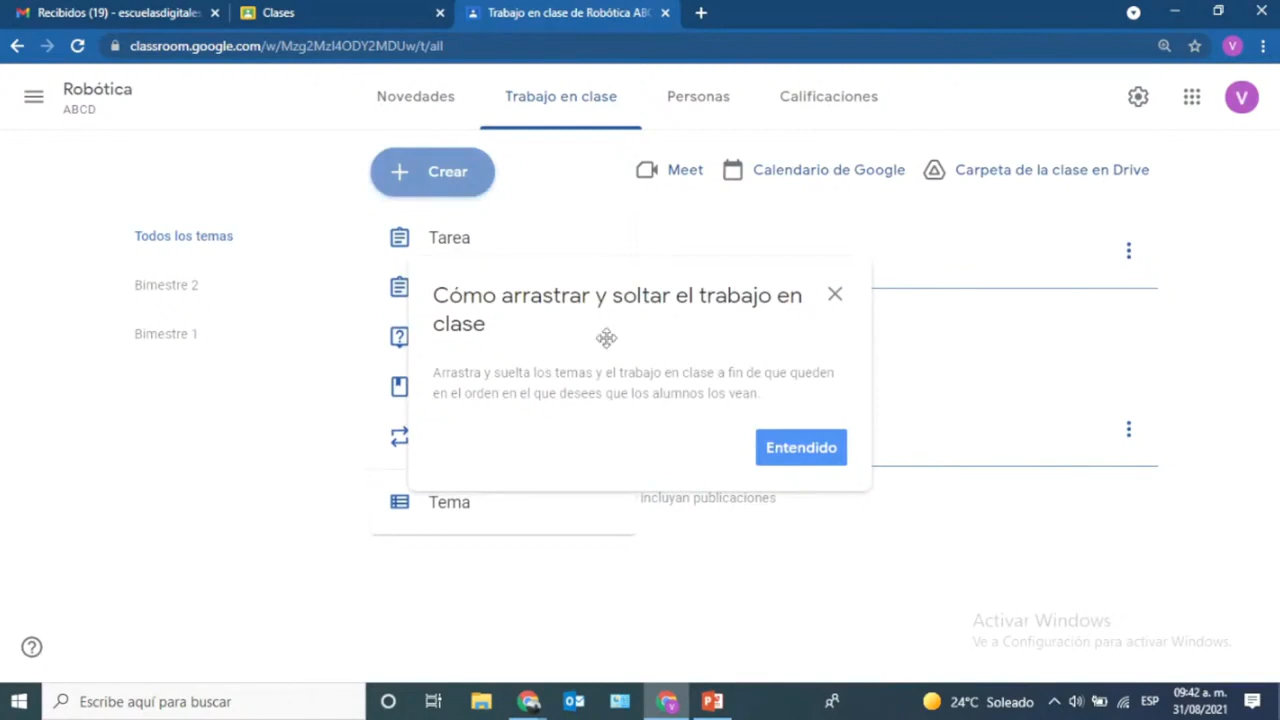 Recibidos (19) - escuelasdigitales
Clases
Trabajo en clase de Robótica ABC
classroom.google.com/w/Mzg2MzI4ODY2MDUw/t/all
V
Robótica
ABCD
Novedades
Trabajo en clase
Personas
Calificaciones
V
Crear
Meet
Calendario de Google
Carpeta de la clase en Drive
Todos los temas
Bimestre 2
Bimestre 1
Tarea
Cómo arrastrar y soltar el trabajo en
clase
Arrastra y suelta los temas y el trabajo en clase a fin de que queden
en el orden en el que desees que los alumnos los vean.
Entendido
incluyan publicaciones
Tema
Activar Windows
Ve a Configuración para activar Windows.
Escribe aquí para buscar
24°C Soleado
ESP
09:42 a. m.
31/08/2021